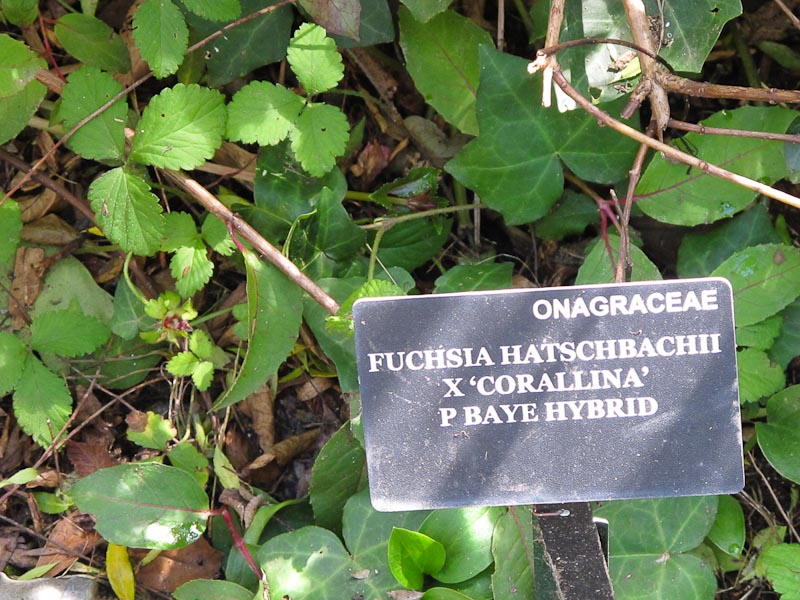 ONAGRACEAE
FUCHSIA HATSCHBACHII
X ‘CORALLINA’
P BAYE HYBRID